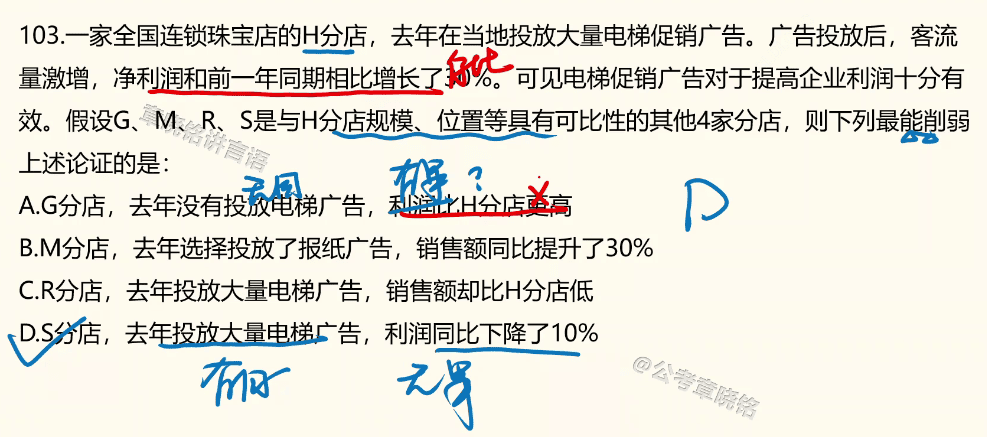 103.一家全国连锁珠宝店的H分店，去年在当地投放大量电梯促销广告。广告投放后，客流
量激增，净利润和前一年同期相比增长了30%。可见电梯促销广告对于提高企业利润十分有
自比
效。假设G、M、R、S是与H分店规模、位置等具有可比性的其他4家分店，则下列最能削弱
章晓铭讲言语
上述论证的是：
无因 有果？
A.G分店，去年没有投放电梯广告，利润比H分店更高
D
B.M分店，去年选择投放了报纸广告，销售额同比提升了30%
C.R分店，去年投放大量电梯广告，销售额却比H分店低
D.S分店，去年投放大量电梯广告，利润同比下降了10%
有因 无果
@公考章晓铭